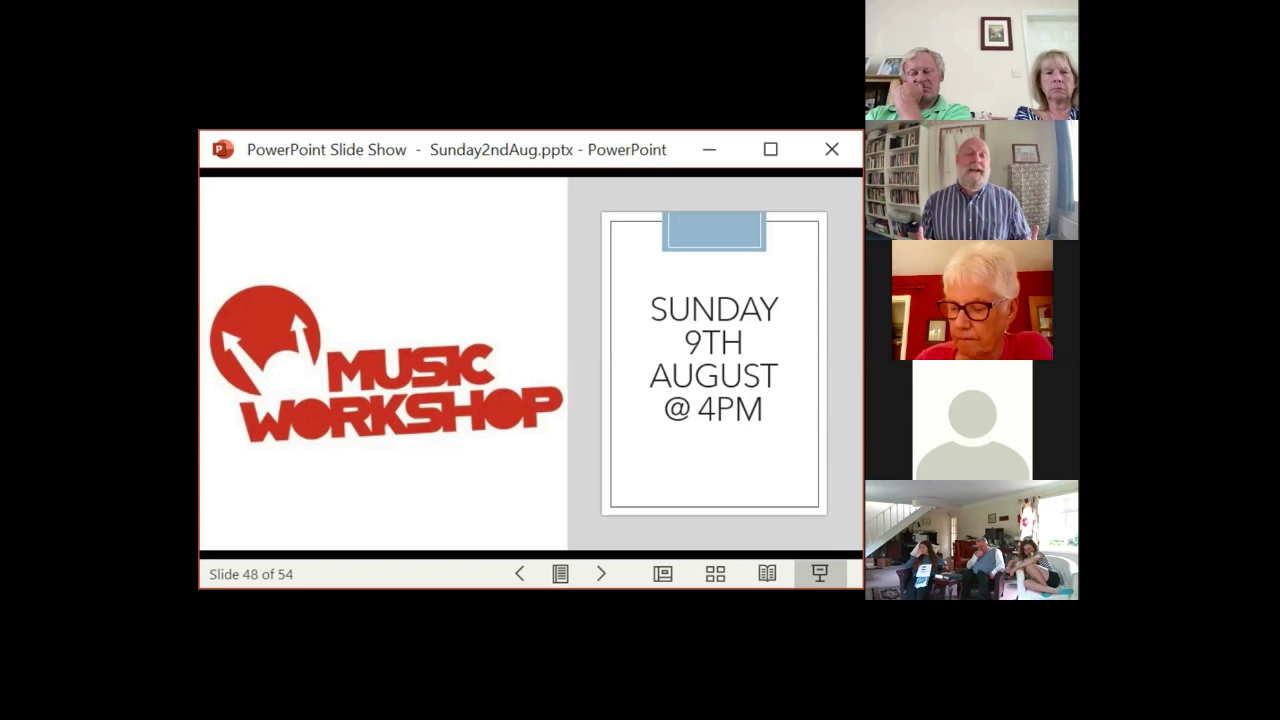 PowerPoint Slide Show - Sunday2ndAug.pptx - PowerPoint
MUSIC
WORKSHOP
SUNDAY
9TH
AUGUST
@ 4PM
Slide 48 of 54